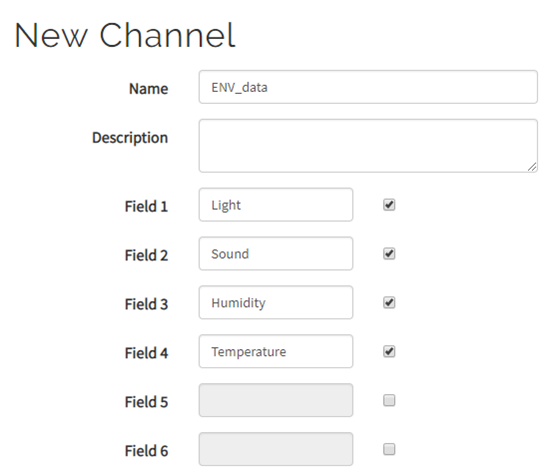 New Channel
Name ENV_data
Description
Field 1 Light
Field 2 Sound
Field 3 Humidity
Field 4 Temperature
Field 5
Field 6